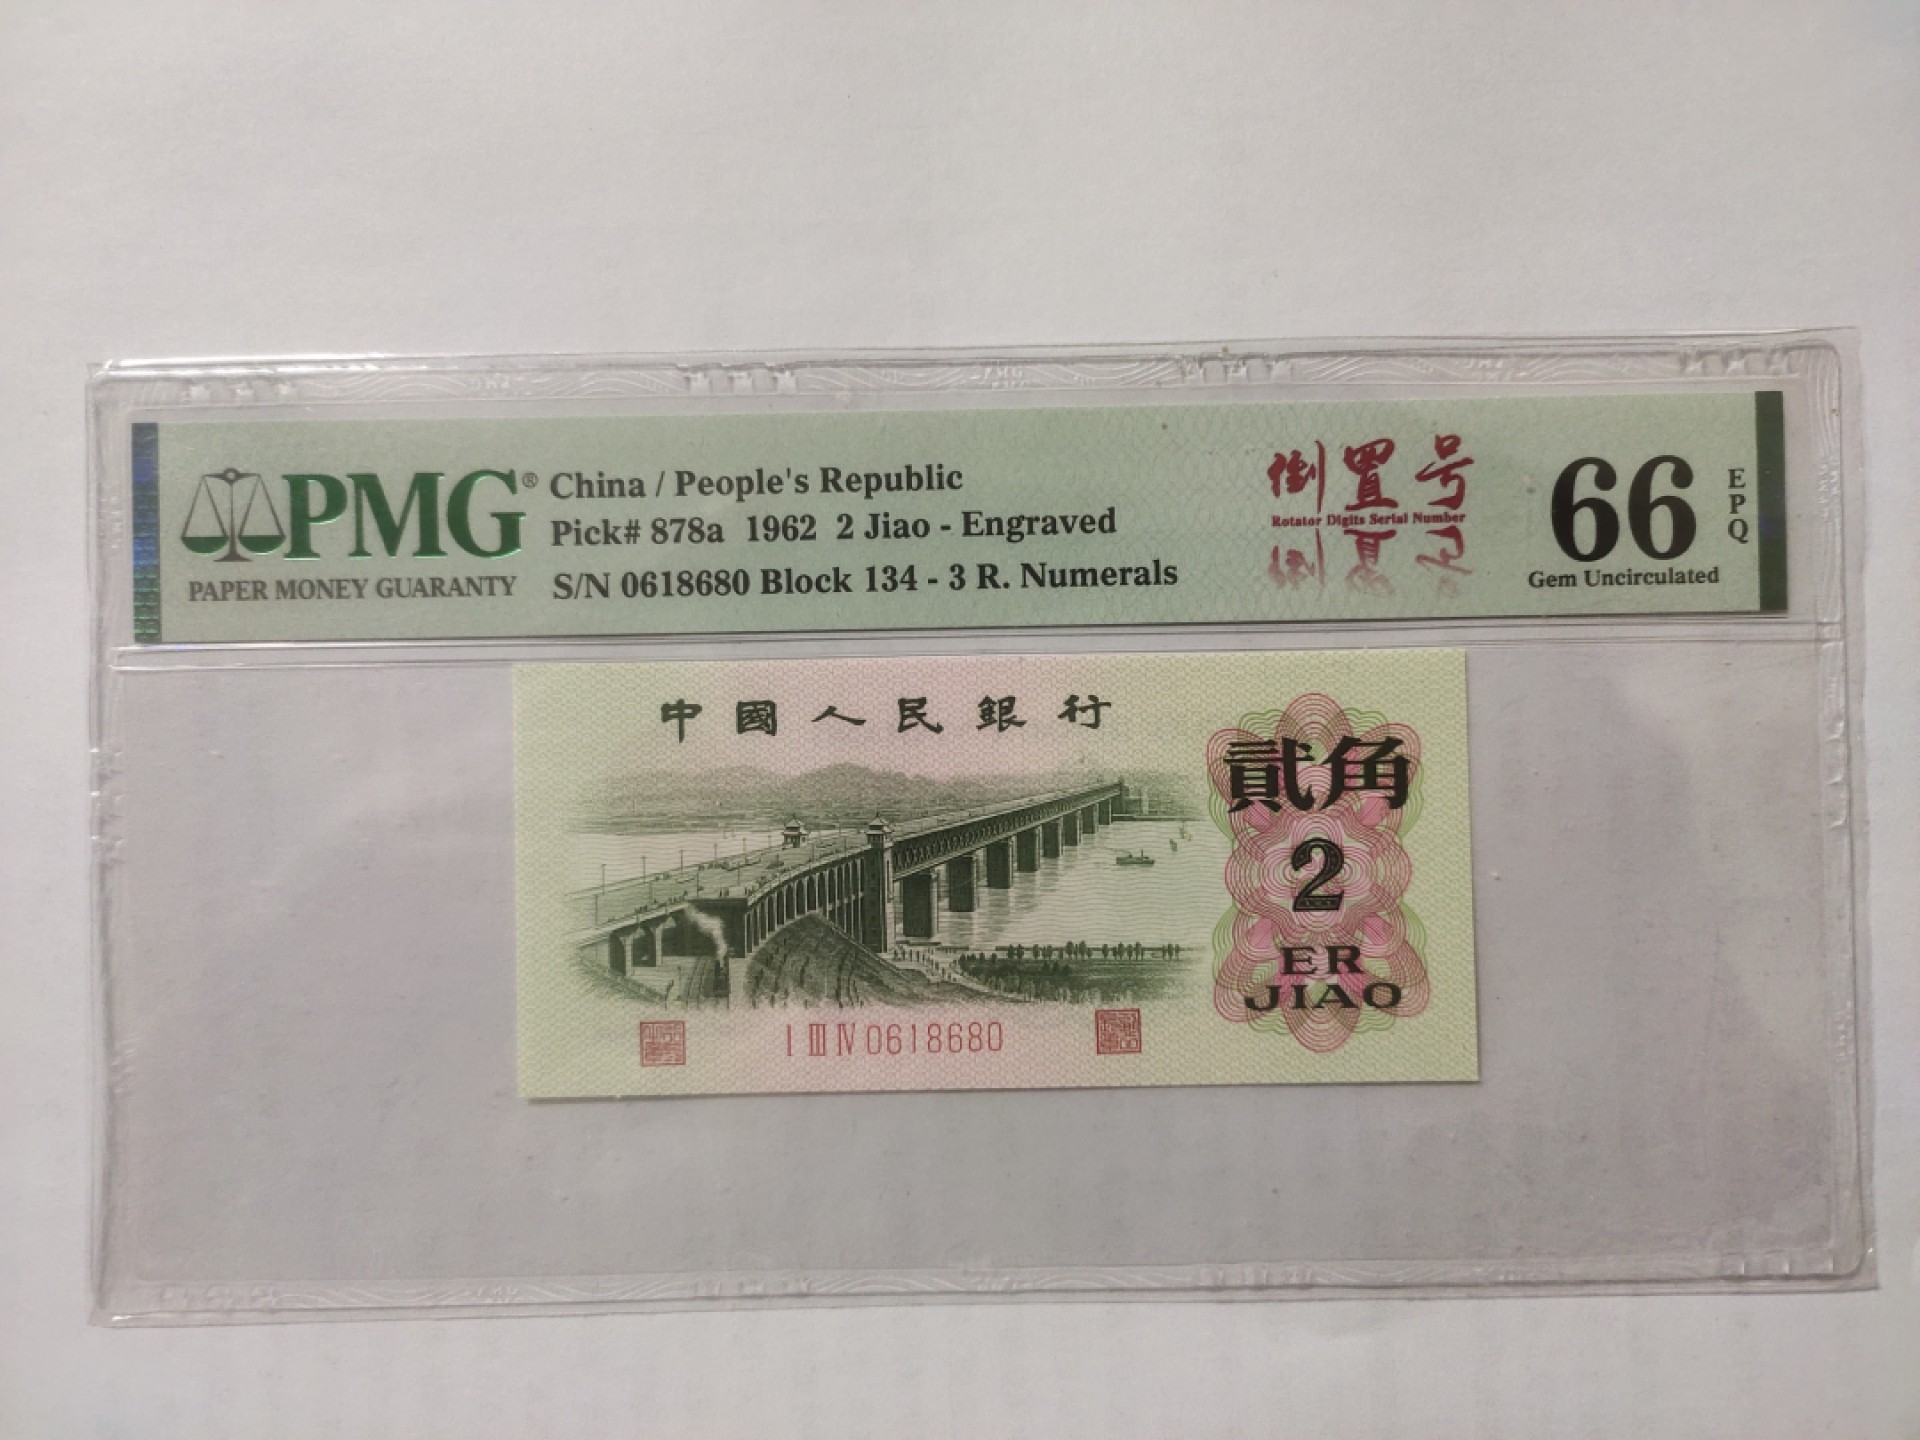 PMG®
PAPER MONEY GUARANTY
China / People's Republic
Pick# 878a 1962 2 Jiao - Engraved
S/N 0618680 Block 134 - 3 R. Numerals
倒置号
Rotator Digits Serial Number
66
EPQ
Gem Uncirculated
中國人民銀行
貳角
2
ER
JIAO
I III IV 0618680